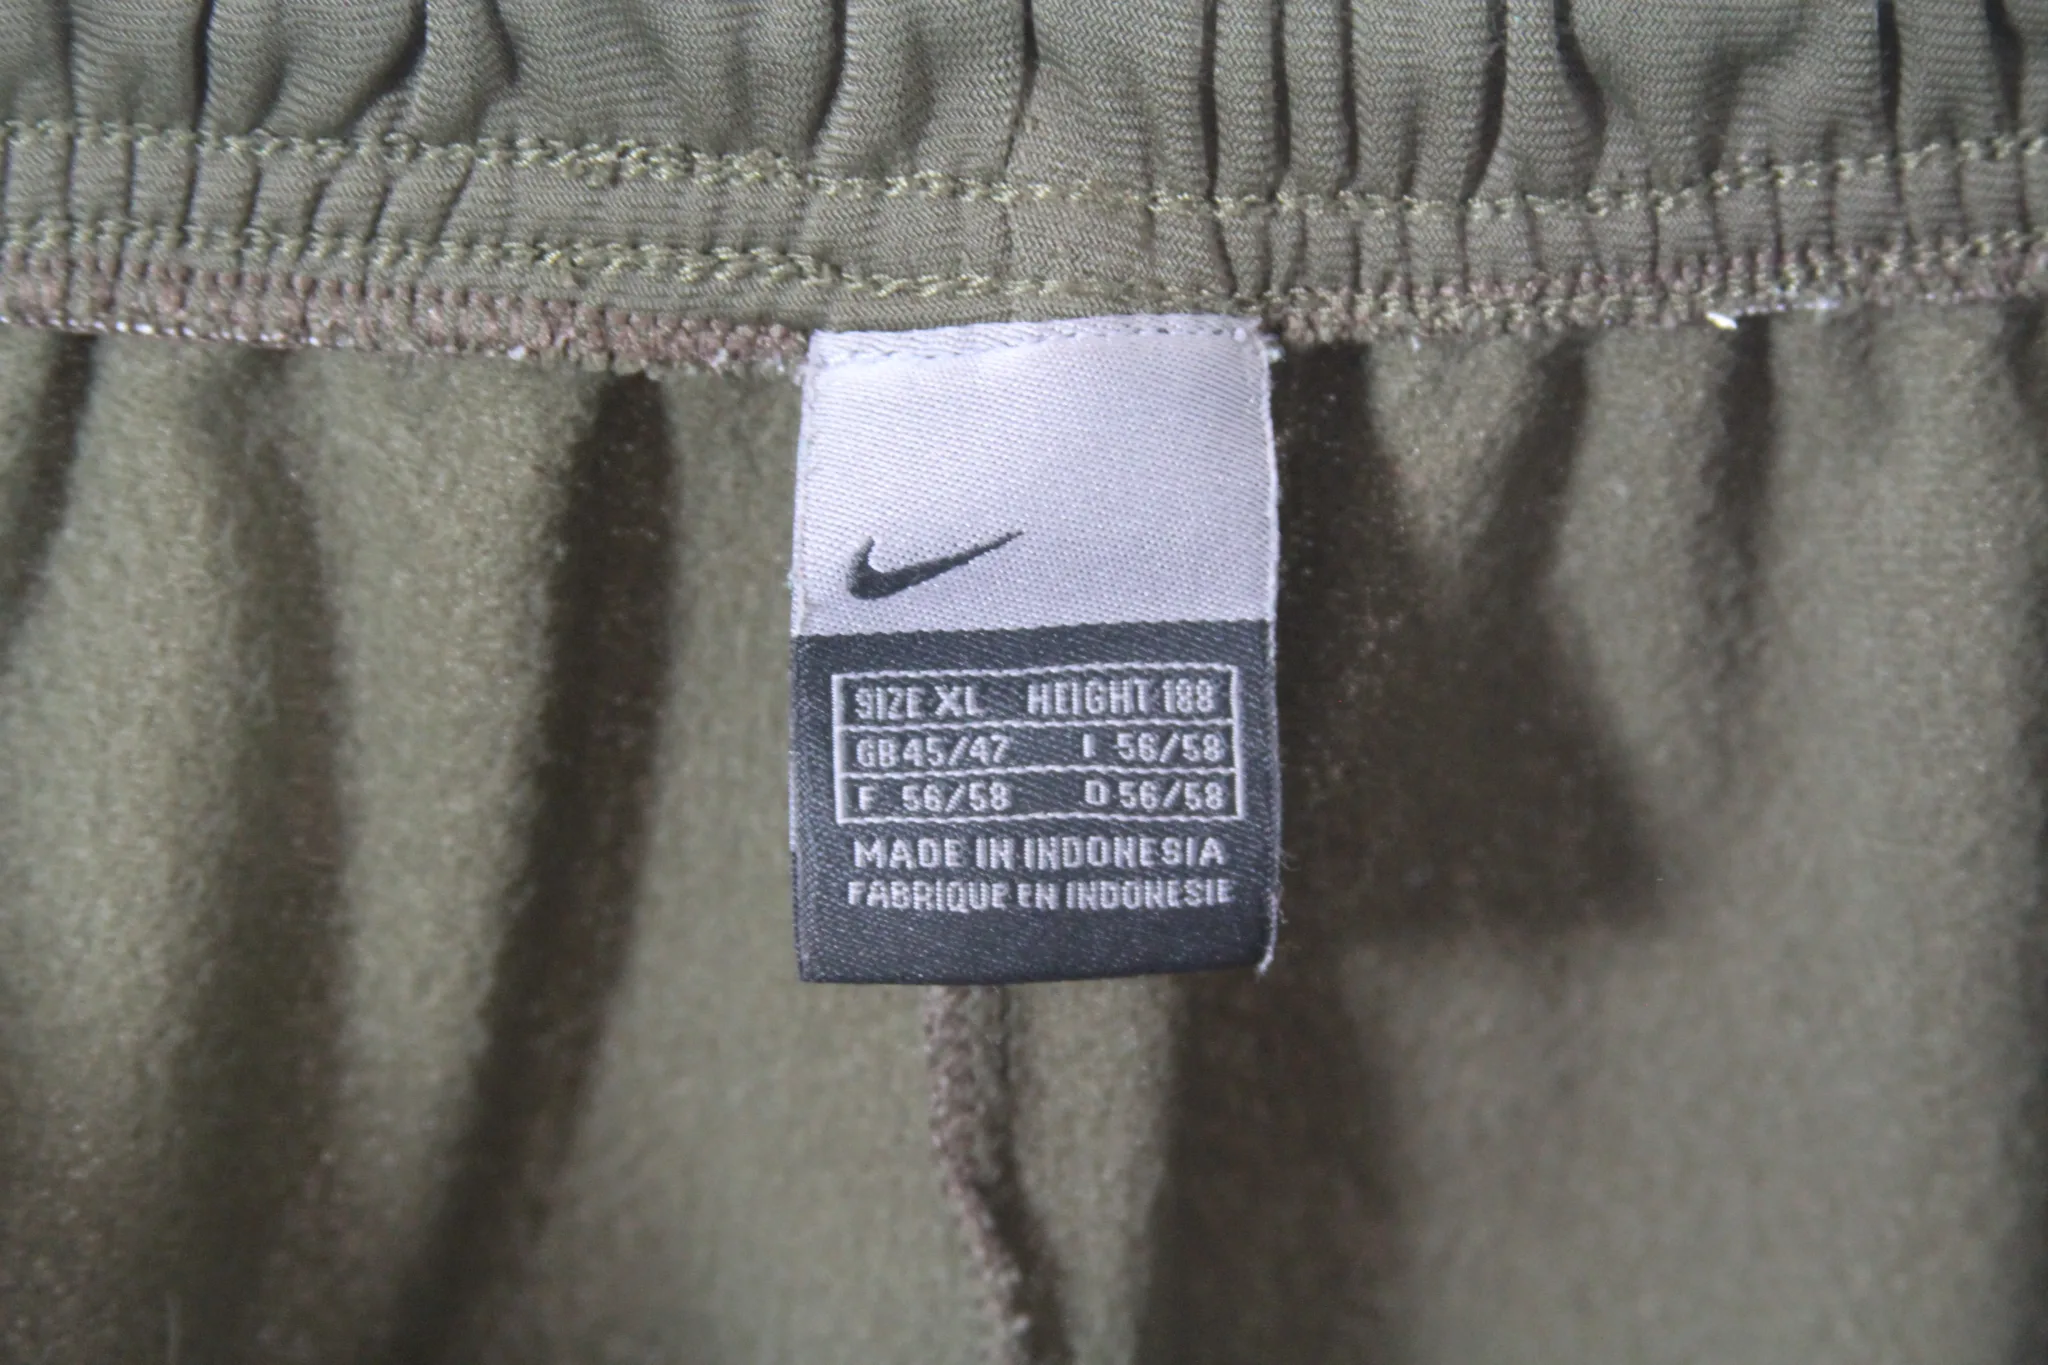 SIZE XL HEIGHT 188
GB 45/47 I 56/58
F 56/58 D 56/58
MADE IN INDONESIA
FABRIQUE EN INDONESIE